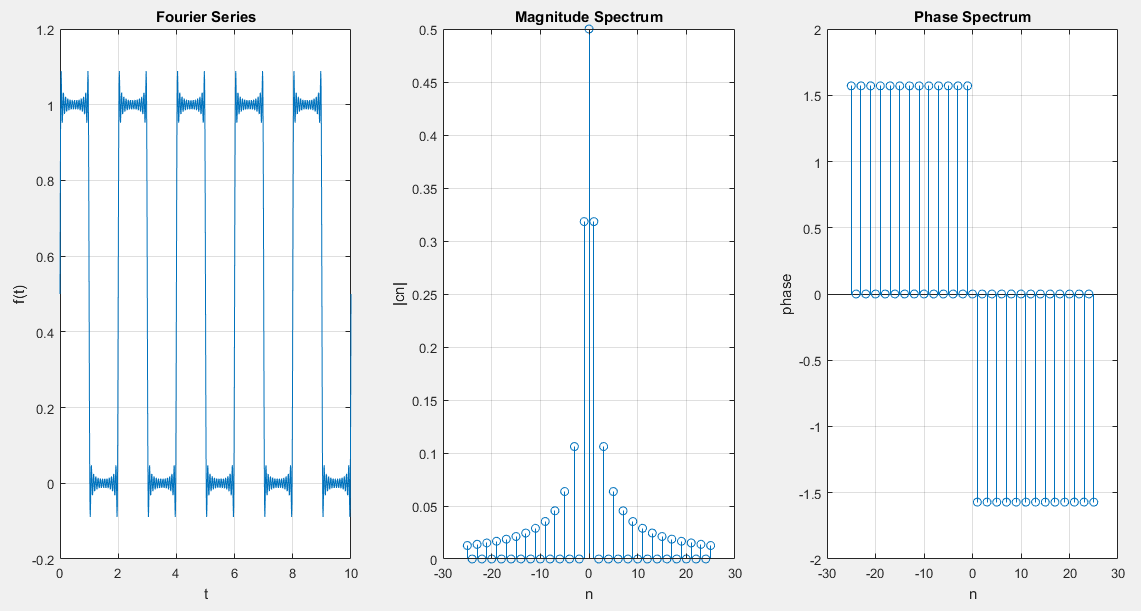 Fourier Series
1.2
1
0.8
0.6
0.4
0.2
0
-0.2
0 2 4 6 8 10
t
f(t)
Magnitude Spectrum
0.5
0.45
0.4
0.35
0.3
0.25
0.2
0.15
0.1
0.05
0
-30 -20 -10 0 10 20 30
n
|cn|
Phase Spectrum
2
1.5
1
0.5
0
-0.5
-1
-1.5
-2
-30 -20 -10 0 10 20 30
n
phase